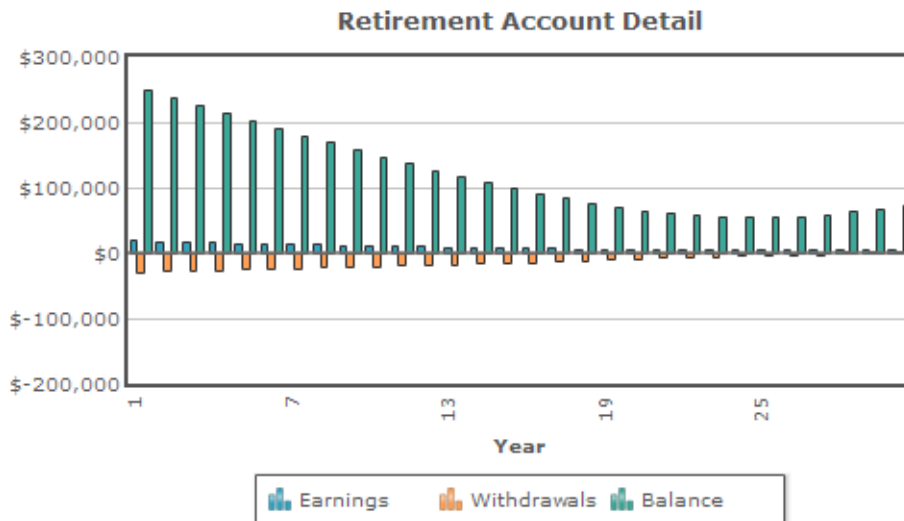 Retirement Account Detail
$300,000
$200,000
$100,000
$0
$-100,000
$-200,000
1 7 13 19 25
Year
Earnings Withdrawals Balance